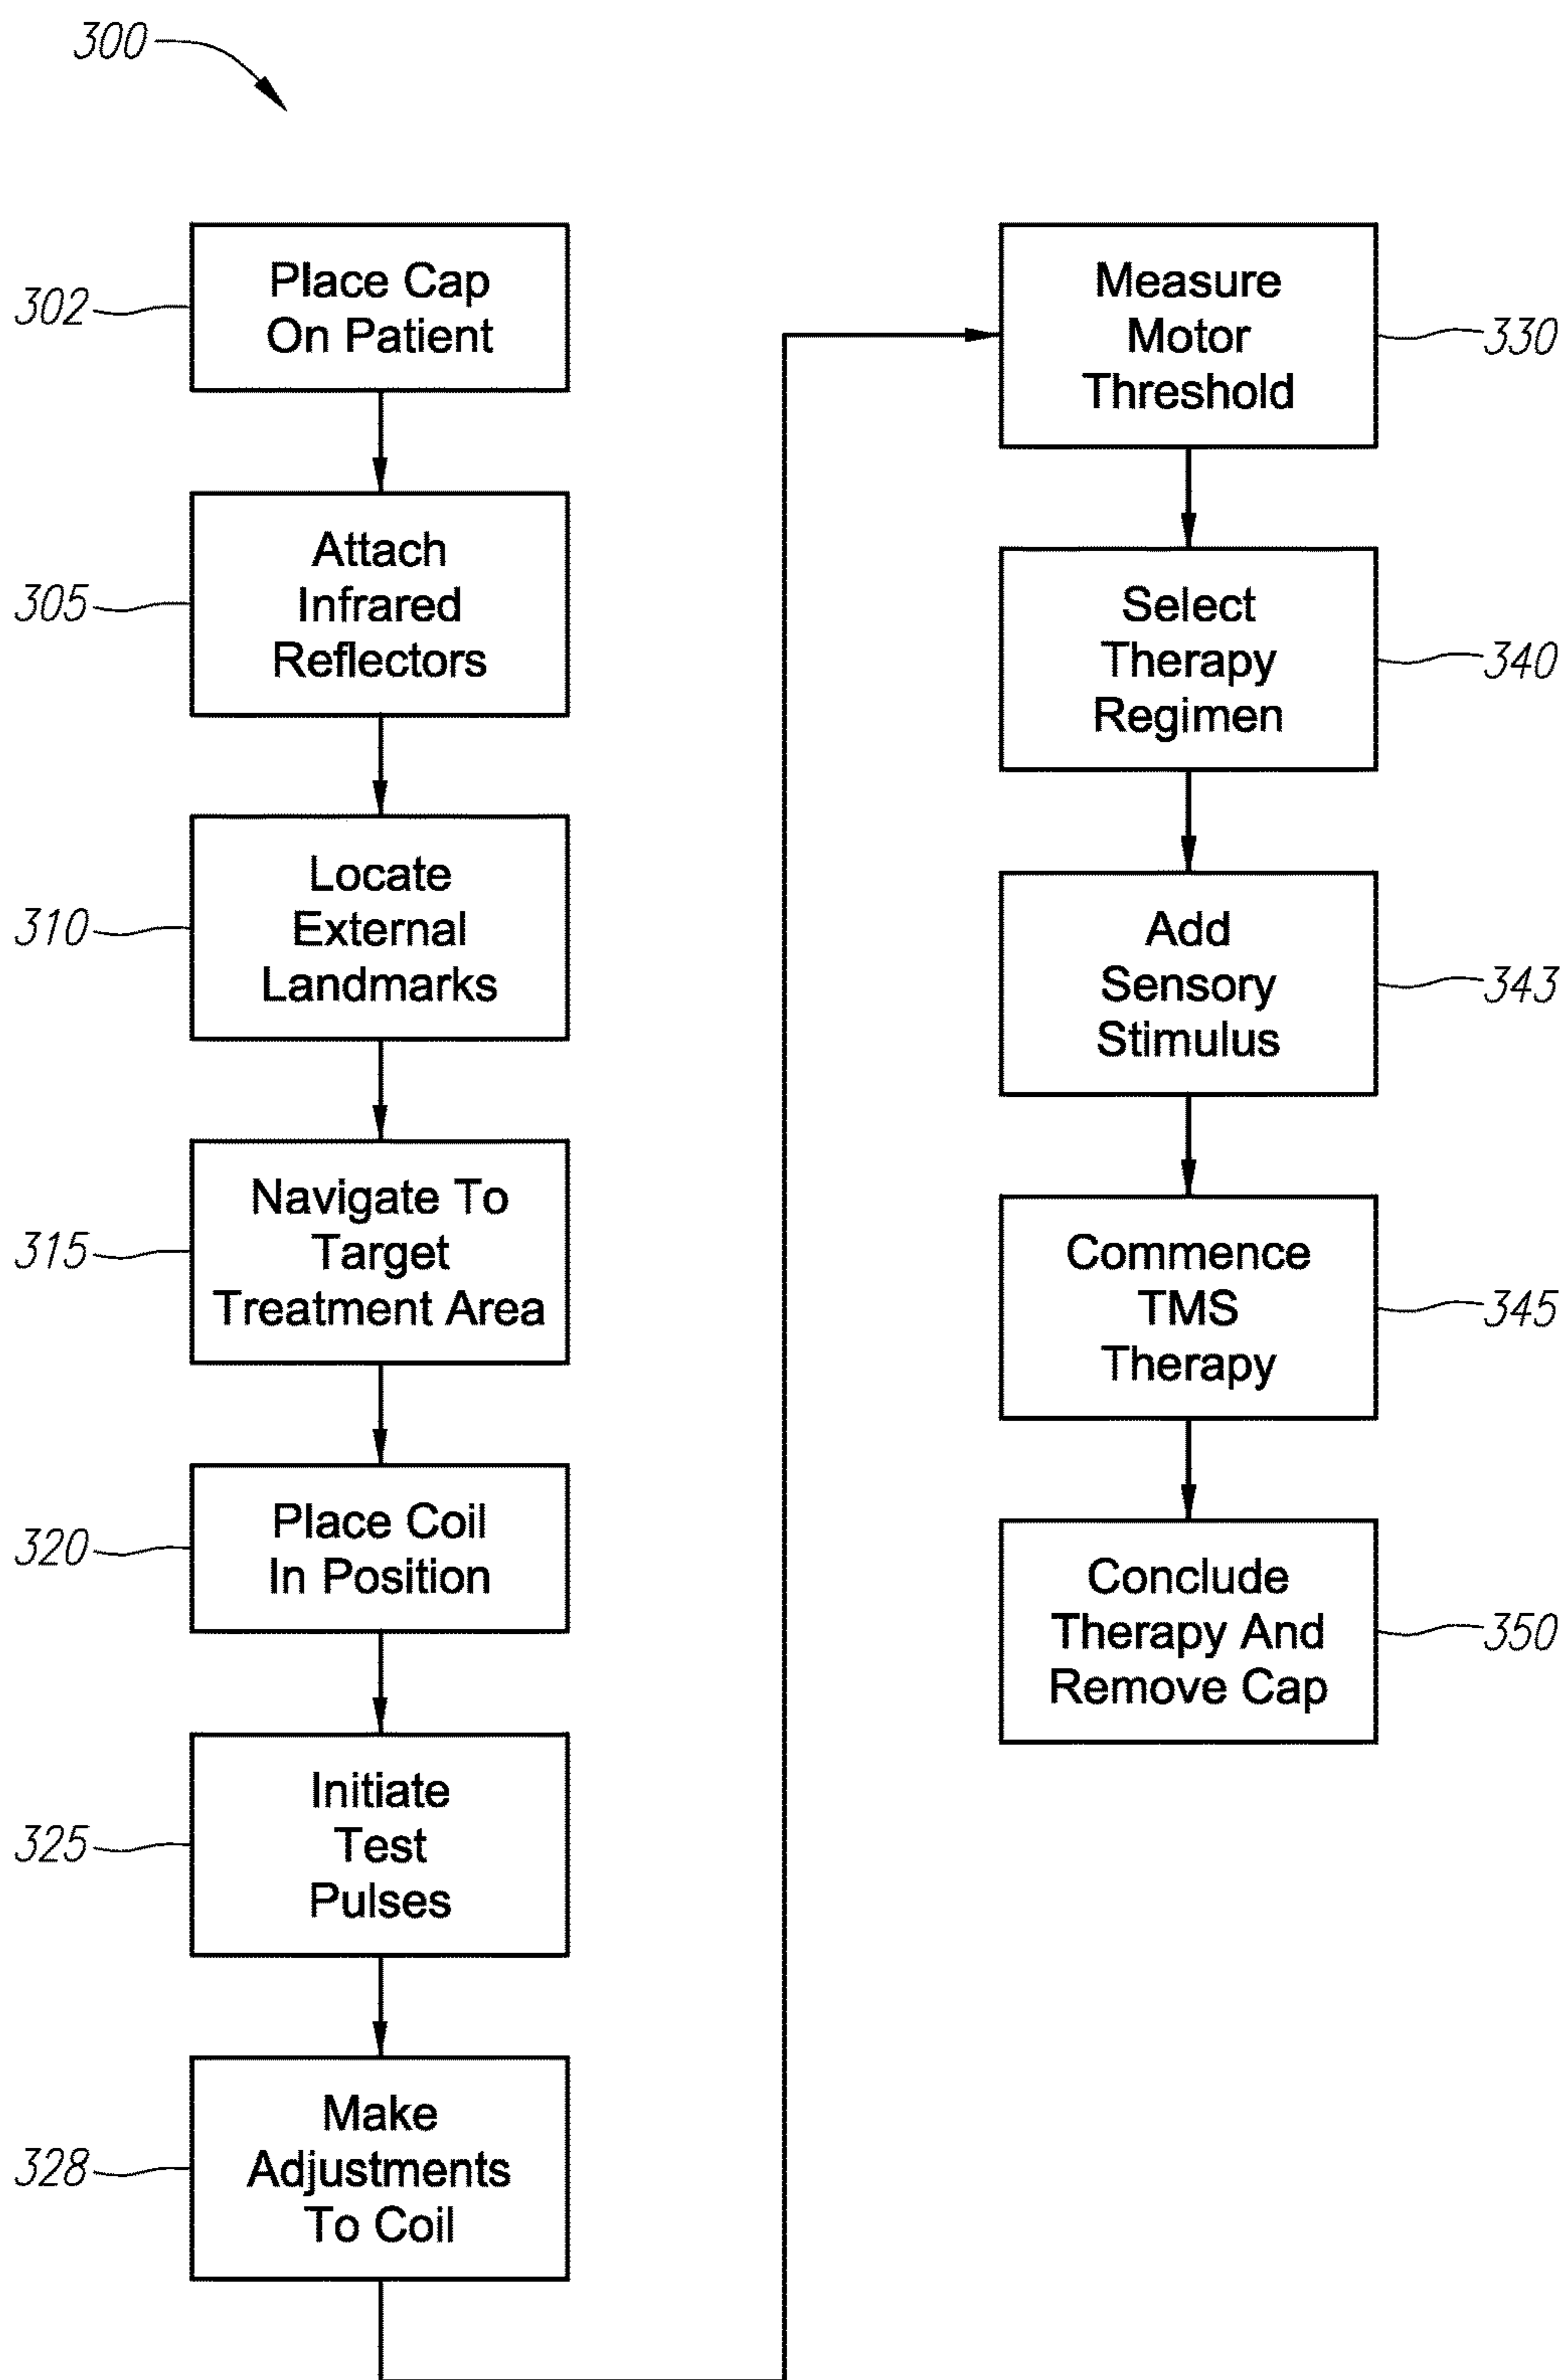 300
302
Place Cap
On Patient
305
Attach
Infrared
Reflectors
310
Locate
External
Landmarks
315
Navigate To
Target
Treatment Area
320
Place Coil
In Position
325
Initiate
Test
Pulses
328
Make
Adjustments
To Coil
Measure
Motor
Threshold
330
Select
Therapy
Regimen
340
Add
Sensory
Stimulus
343
Commence
TMS
Therapy
345
Conclude
Therapy And
Remove Cap
350